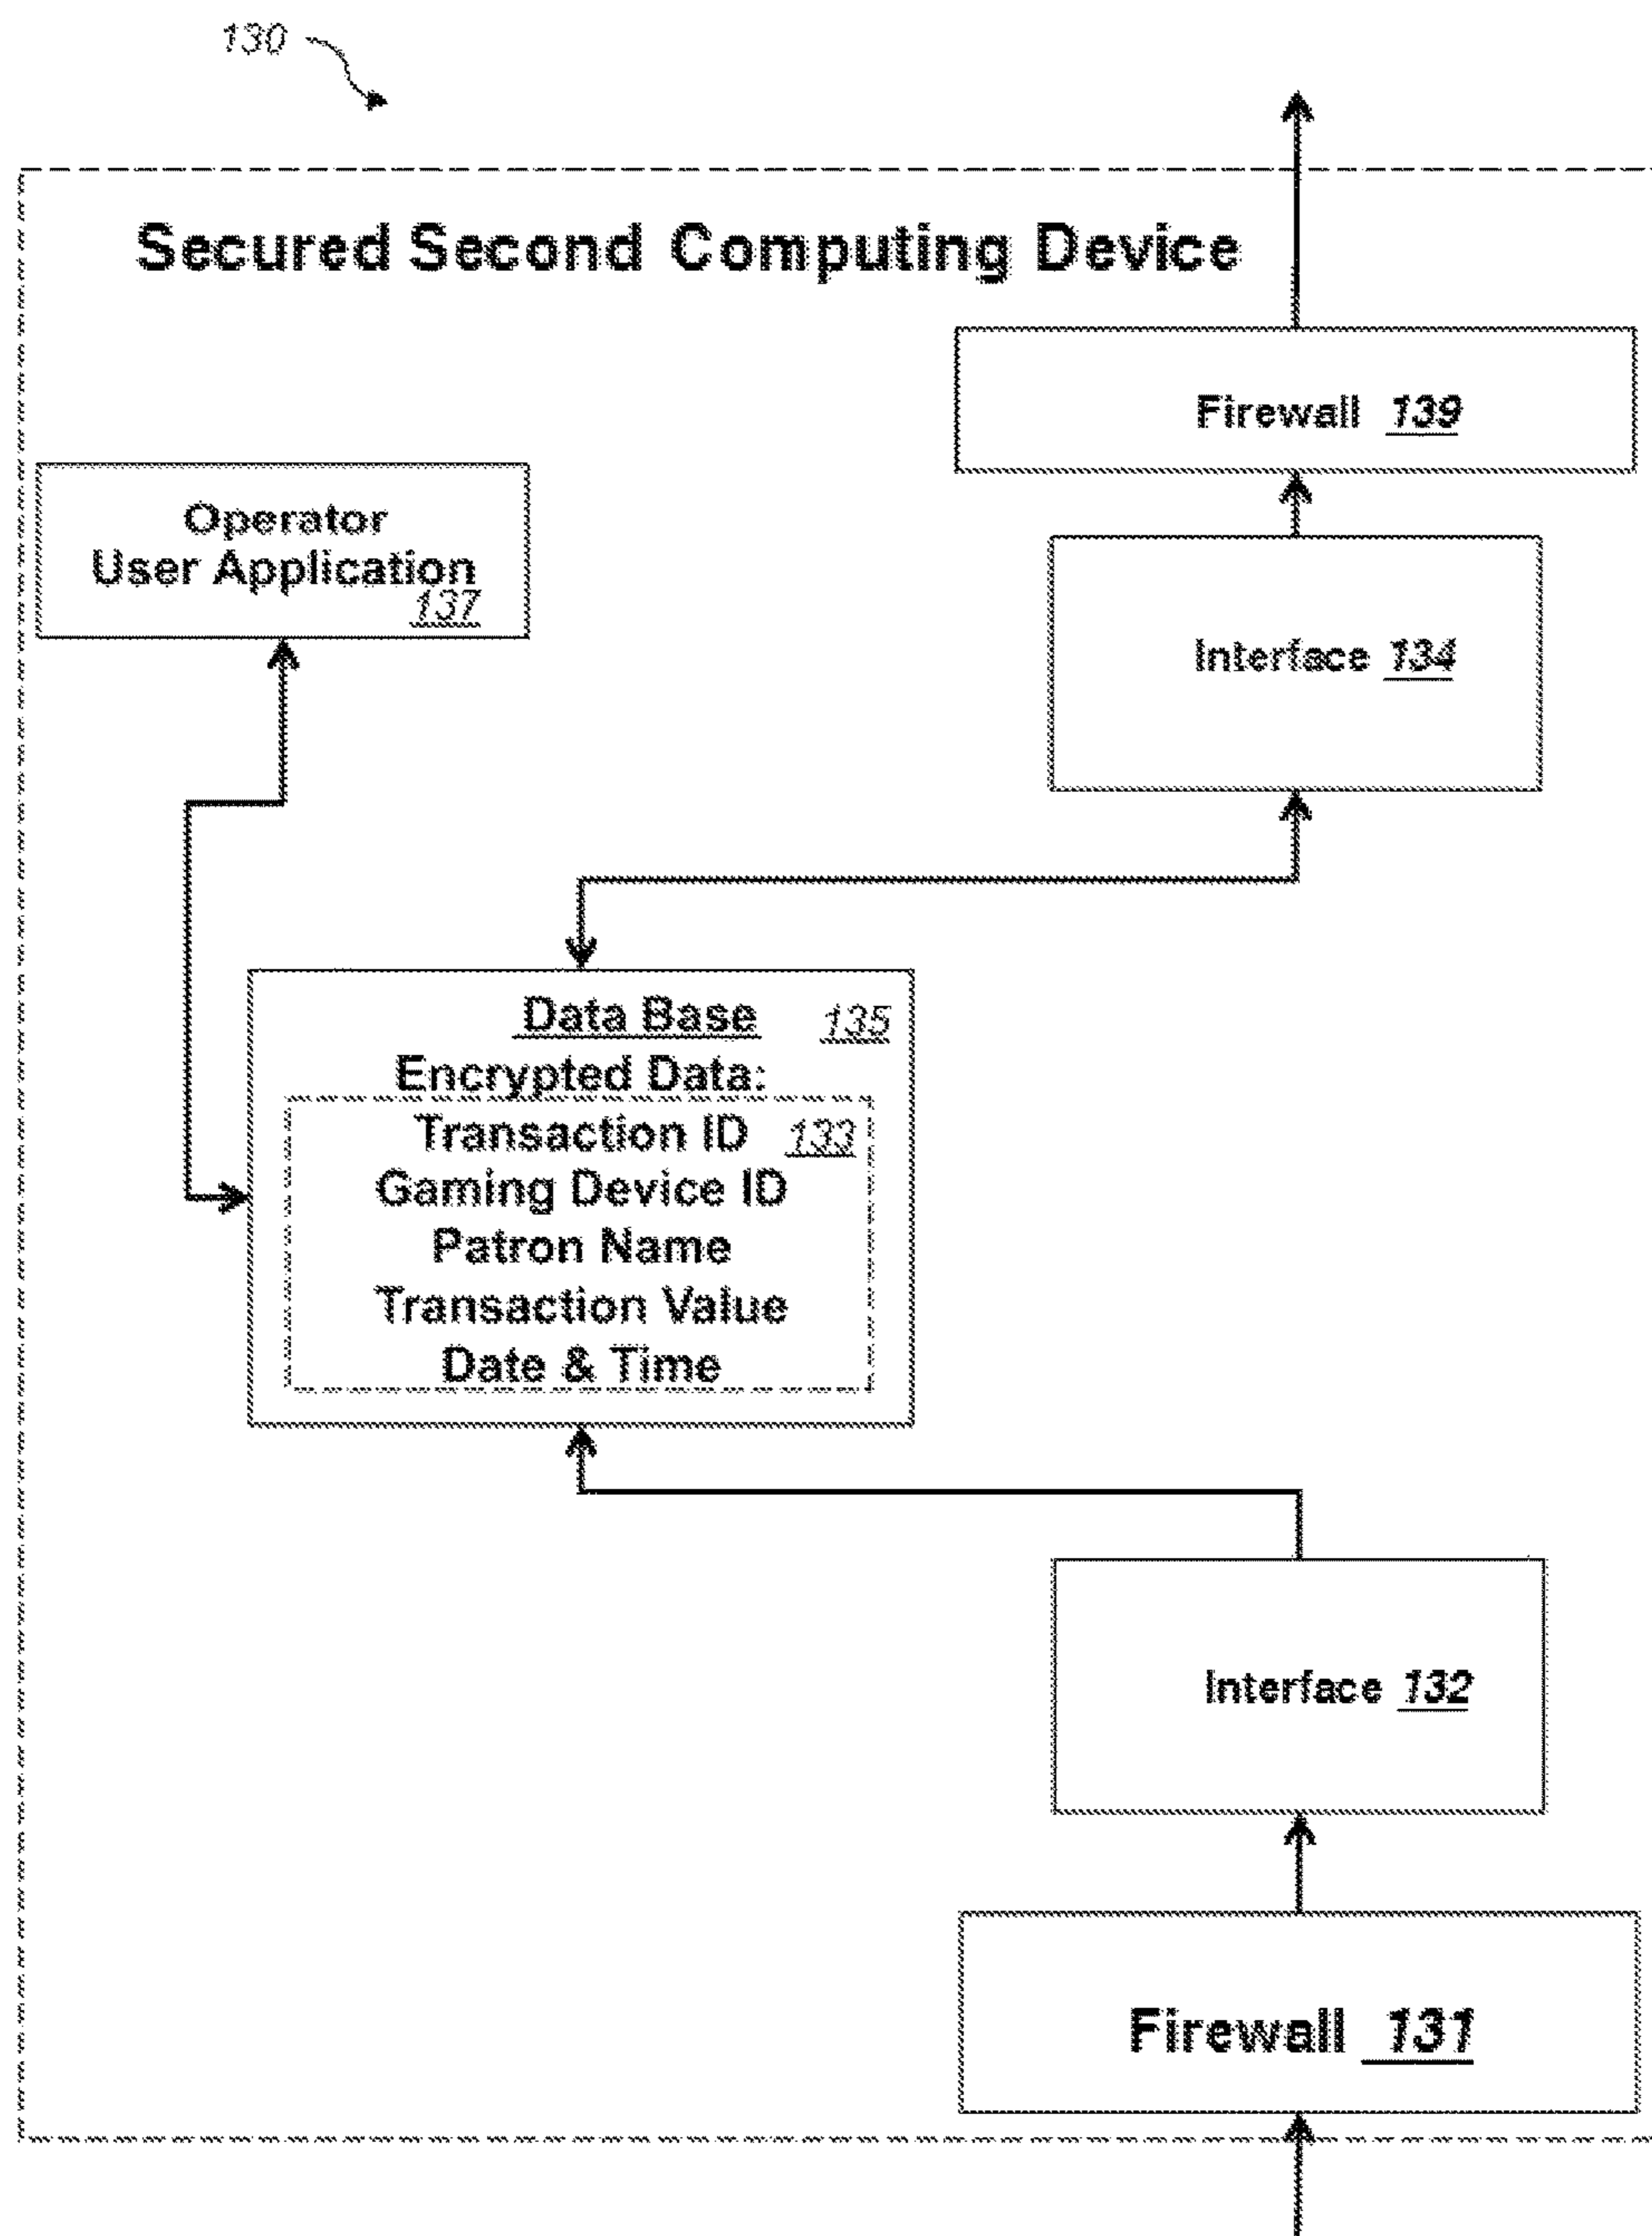 130
Secured Second Computing Device
Firewall 139
Operator
User Application
137
Interface 134
Data Base 135
Encrypted Data:
Transaction ID 133
Gaming Device ID
Patron Name
Transaction Value
Date & Time
Interface 132
Firewall 131